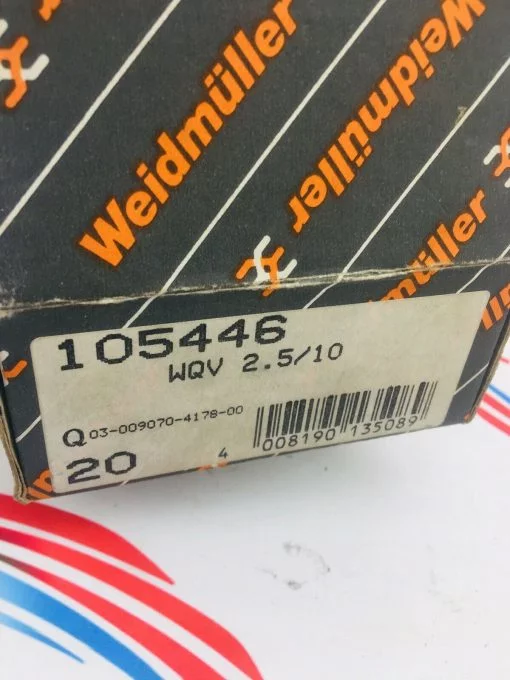 Weidmüller
Weidmüller
Weidmüller
105446
WQV 2.5/10
Q 03-009070-4178-00
20
4 008190 135089